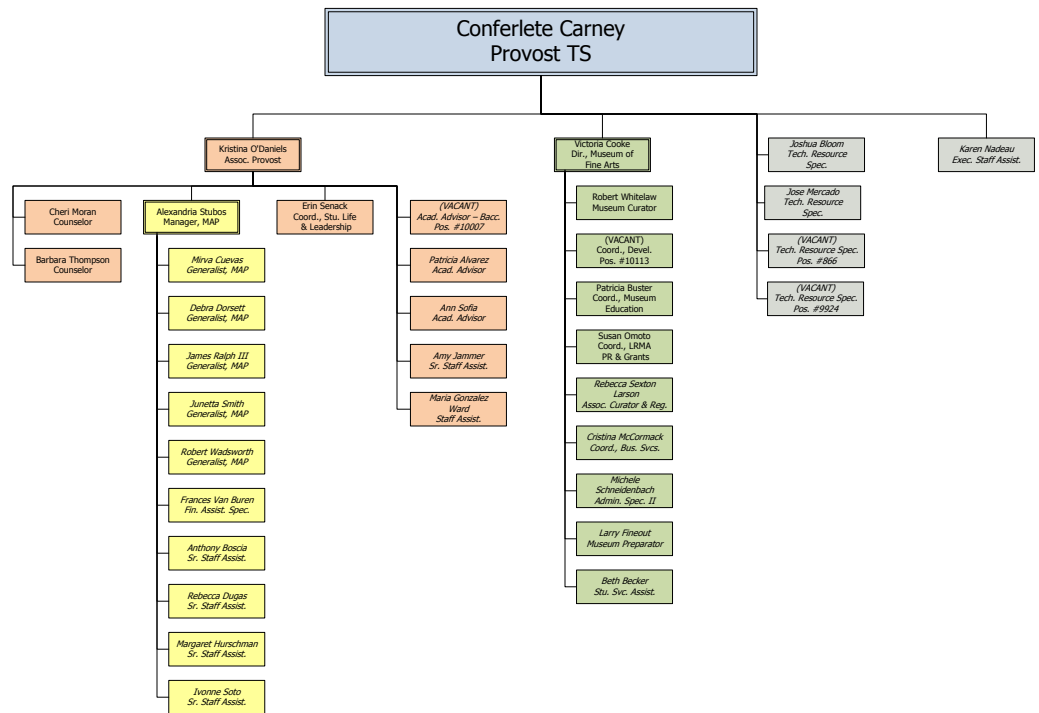 Conferlete Carney
Provost TS
Kristina O'Daniels
Assoc. Provost
Victoria Cooke
Dir., Museum of
Fine Arts
Joshua Bloom
Tech. Resource
Spec.
Karen Nadeau
Exec. Staff Assist.
Cheri Moran
Counselor
Barbara Thompson
Counselor
Alexandria Stubos
Manager, MAP
Mirva Cuevas
Generalist, MAP
Debra Dorsett
Generalist, MAP
James Ralph III
Generalist, MAP
Junetta Smith
Generalist, MAP
Robert Wadsworth
Generalist, MAP
Frances Van Buren
Fin. Assist. Spec.
Anthony Boscia
Sr. Staff Assist.
Rebecca Dugas
Sr. Staff Assist.
Margaret Hurschman
Sr. Staff Assist.
Ivonne Soto
Sr. Staff Assist.
Erin Senack
Coord., Stu. Life
& Leadership
(VACANT)
Acad. Advisor – Bacc.
Pos. #10007
Patricia Alvarez
Acad. Advisor
Ann Sofia
Acad. Advisor
Amy Jammer
Sr. Staff Assist.
Maria Gonzalez
Ward
Staff Assist.
Robert Whitelaw
Museum Curator
(VACANT)
Coord., Devel.
Pos. #10113
Patricia Buster
Coord., Museum
Education
Susan Omoto
Coord., LRMA
PR & Grants
Rebecca Sexton
Larson
Assoc. Curator & Reg.
Cristina McCormack
Coord., Bus. Svcs.
Michele
Schneidenbach
Admin. Spec. II
Larry Fineout
Museum Preparator
Beth Becker
Stu. Svc. Assist.
Jose Mercado
Tech. Resource
Spec.
(VACANT)
Tech. Resource Spec.
Pos. #866
(VACANT)
Tech. Resource Spec.
Pos. #9924